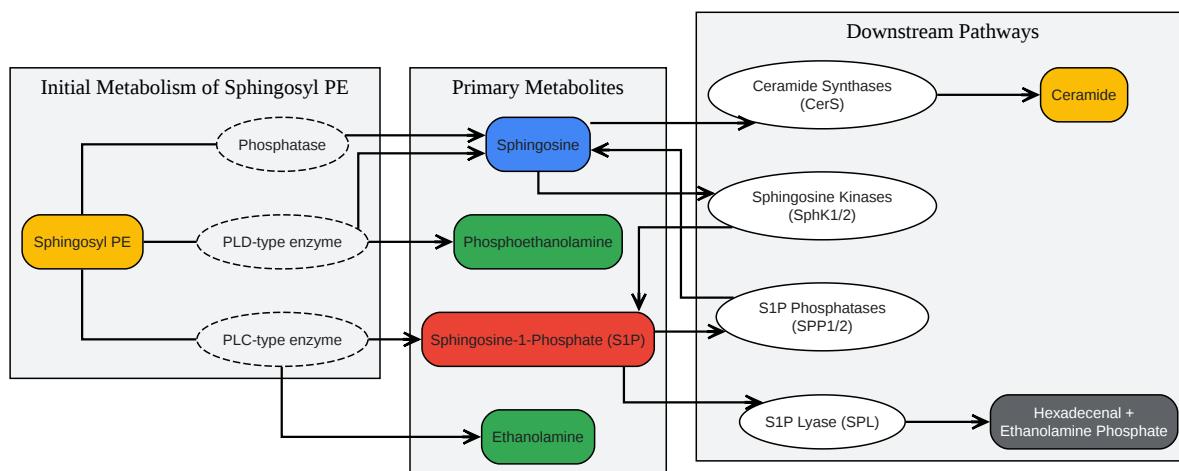 Initial Metabolism of Sphingosyl PE
Sphingosyl PE
Phosphatase
PLD-type enzyme
PLC-type enzyme
Primary Metabolites
Sphingosine
Phosphoethanolamine
Sphingosine-1-Phosphate (S1P)
Ethanolamine
Downstream Pathways
Ceramide Synthases
(CerS)
Ceramide
Sphingosine Kinases
(SphK1/2)
S1P Phosphatases
(SPP1/2)
S1P Lyase (SPL)
Hexadecenal +
Ethanolamine Phosphate